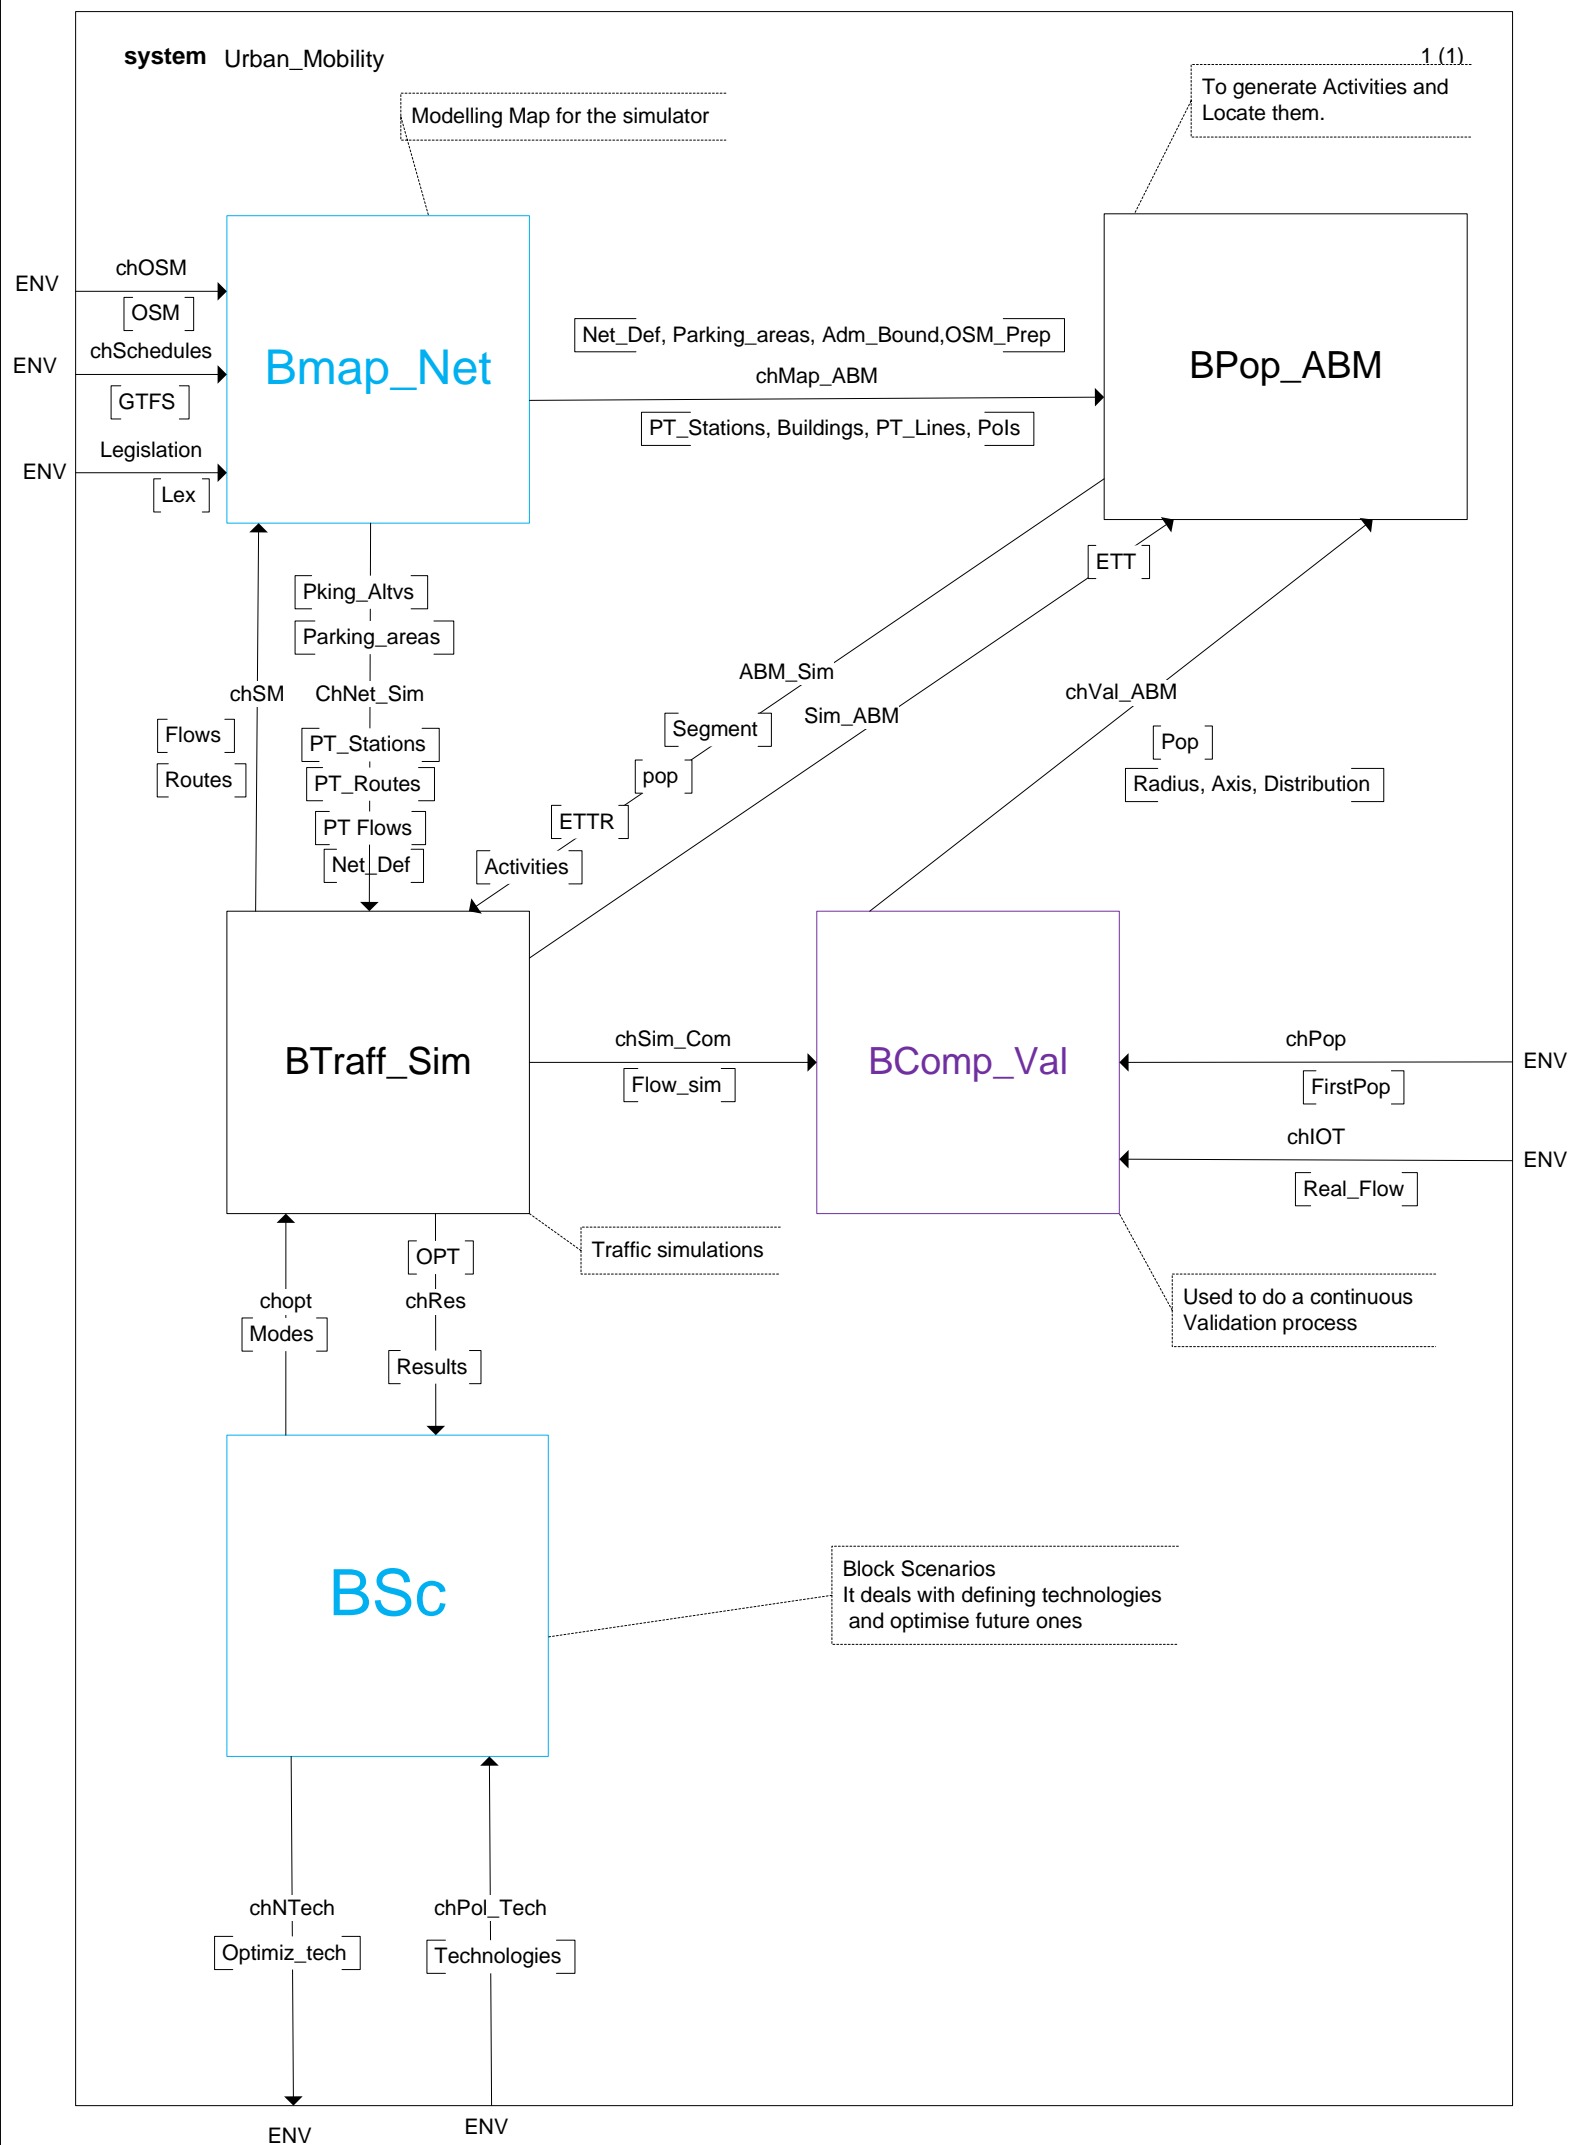 system Urban_Mobility
1 (1)
Modelling Map for the simulator
To generate Activities and
Locate them.
ENV
chOSM
[OSM]
ENV
chSchedules
[GTFS]
ENV
Legislation
[Lex]
Bmap_Net
[Net_Def, Parking_areas, Adm_Bound,OSM_Prep]
chMap_ABM
[PT_Stations, Buildings, PT_Lines, PoIs]
BPop_ABM
chSM
[Flows]
[Routes]
[Pking_Altvs]
[Parking_areas]
ChNet_Sim
[PT_Stations]
[PT_Routes]
[PT Flows]
[Net_Def]
ABM_Sim
[Segment]
[pop]
[ETTR]
[Activities]
[ETT]
Sim_ABM
chVal_ABM
[Pop]
[Radius, Axis, Distribution]
BTraff_Sim
chSim_Com
[Flow_sim]
BComp_Val
chPop
[FirstPop]
ENV
chIOT
[Real_Flow]
ENV
Traffic simulations
Used to do a continuous
Validation process
chopt
[Modes]
[OPT]
chRes
[Results]
BSc
Block Scenarios
It deals with defining technologies
and optimise future ones
chNTech
[Optimiz_tech]
chPol_Tech
[Technologies]
ENV
ENV